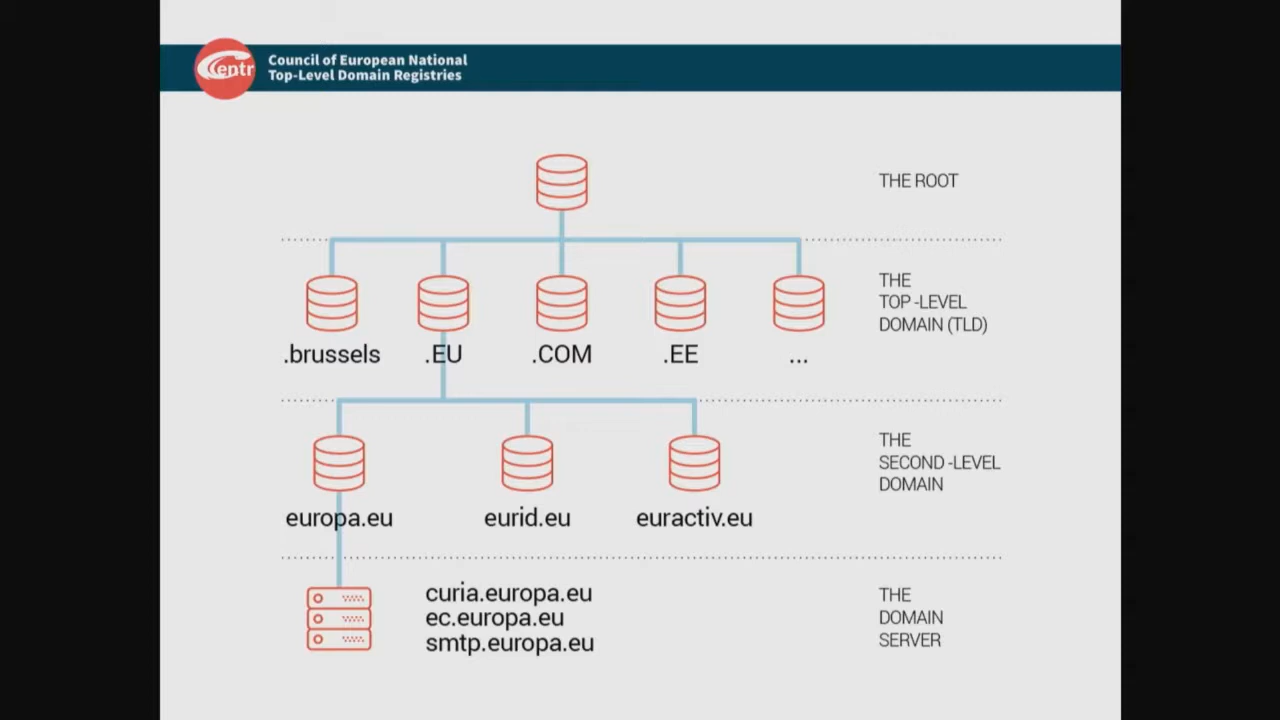 Centr
Council of European National
Top-Level Domain Registries
THE ROOT
THE
TOP -LEVEL
DOMAIN (TLD)
.brussels
.EU
.COM
.EE
...
THE
SECOND -LEVEL
DOMAIN
europa.eu
eurid.eu
euractiv.eu
curia.europa.eu
ec.europa.eu
smtp.europa.eu
THE
DOMAIN
SERVER